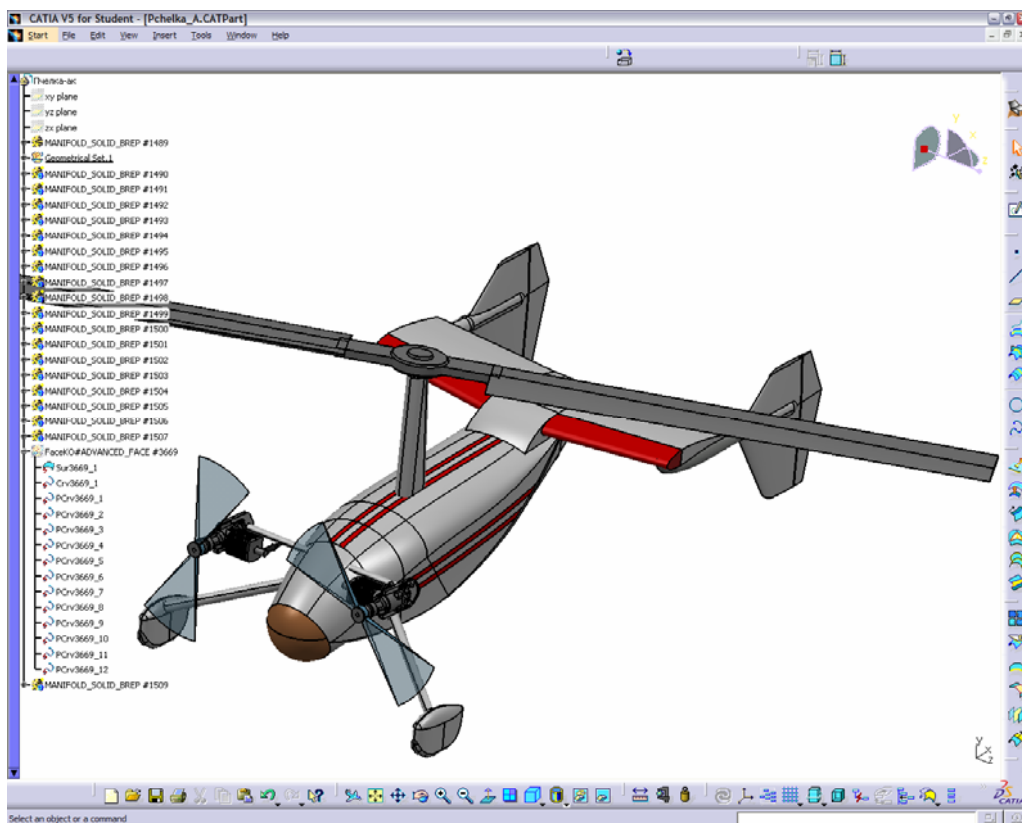 CATIA V5 for Student - [Pchelka_A.CATPart]
Start File Edit View Insert Tools Window Help
Пчелка-ак
xy plane
yz plane
zx plane
MANIFOLD_SOLID_BREP #1489
Geometrical Set.1
MANIFOLD_SOLID_BREP #1490
MANIFOLD_SOLID_BREP #1491
MANIFOLD_SOLID_BREP #1492
MANIFOLD_SOLID_BREP #1493
MANIFOLD_SOLID_BREP #1494
MANIFOLD_SOLID_BREP #1495
MANIFOLD_SOLID_BREP #1496
MANIFOLD_SOLID_BREP #1497
MANIFOLD_SOLID_BREP #1498
MANIFOLD_SOLID_BREP #1499
MANIFOLD_SOLID_BREP #1500
MANIFOLD_SOLID_BREP #1501
MANIFOLD_SOLID_BREP #1502
MANIFOLD_SOLID_BREP #1503
MANIFOLD_SOLID_BREP #1504
MANIFOLD_SOLID_BREP #1505
MANIFOLD_SOLID_BREP #1506
MANIFOLD_SOLID_BREP #1507
FaceKO#ADVANCED_FACE #3669
Sur3669_1
Crv3669_1
PCrv3669_1
PCrv3669_2
PCrv3669_3
PCrv3669_4
PCrv3669_5
PCrv3669_6
PCrv3669_7
PCrv3669_8
PCrv3669_9
PCrv3669_10
PCrv3669_11
PCrv3669_12
MANIFOLD_SOLID_BREP #1509
y
x
z
y
x
z
CATIA
Select an object or a command